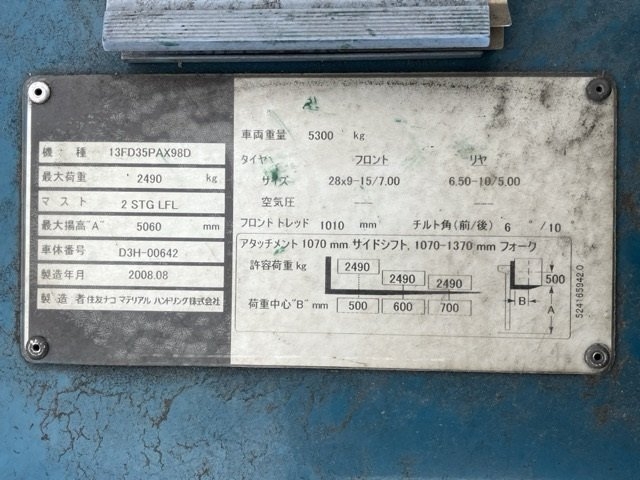 機 種 13FD35PAX98D
最大荷重 2490 kg
マ ス ト 2 STG LFL
最大揚高"A" 5060 mm
車体番号 D3H-00642
製造年月 2008.08
製 造 者 住友ナコ マテリアル ハンドリング株式会社
車両重量 5300 kg
タイヤ フロント リヤ
サイズ 28x9-15/7.00 6.50-10/5.00
空気圧 — —
フロントトレッド 1010 mm チルト角(前/後) 6 °/10 °
アタッチメント 1070 mm サイドシフト, 1070-1370 mm フォーク
許容荷重 kg 2490 2490 2490
荷重中心"B" mm 500 600 700
500
B
A
S24165942.0